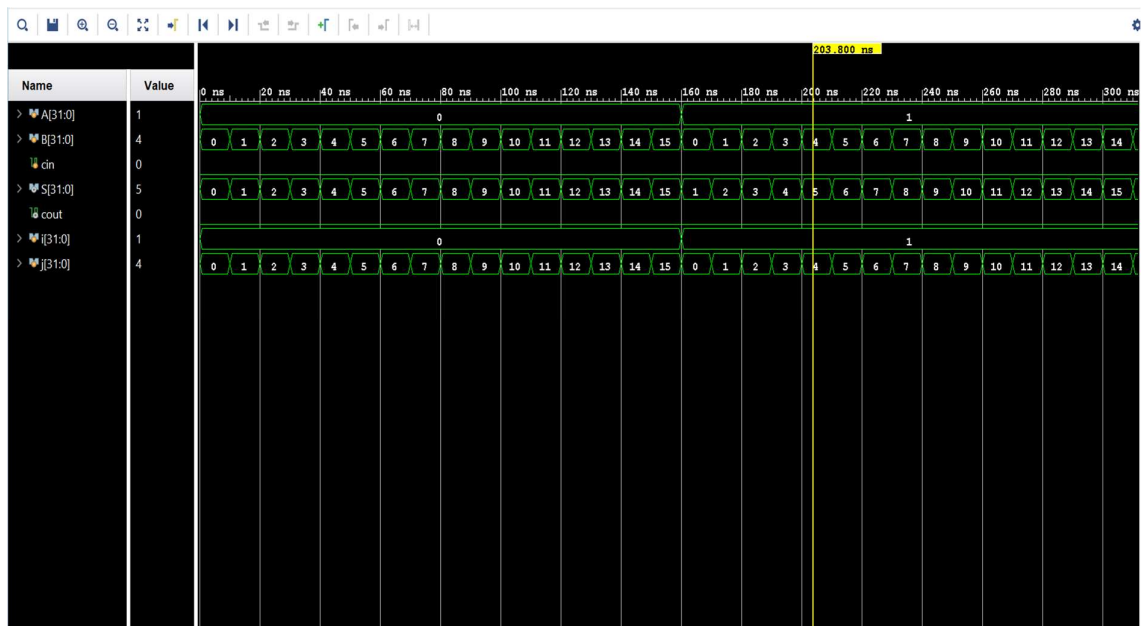 203.800 ns
Name Value
0 ns 20 ns 40 ns 60 ns 80 ns 100 ns 120 ns 140 ns 160 ns 180 ns 200 ns 220 ns 240 ns 260 ns 280 ns 300 ns
A[31:0] 1 0 1
B[31:0] 4 0 1 2 3 4 5 6 7 8 9 10 11 12 13 14 15 0 1 2 3 4 5 6 7 8 9 10 11 12 13 14
cin 0
S[31:0] 5 0 1 2 3 4 5 6 7 8 9 10 11 12 13 14 15 1 2 3 4 5 6 7 8 9 10 11 12 13 14 15
cout 0
i[31:0] 1 0 1
j[31:0] 4 0 1 2 3 4 5 6 7 8 9 10 11 12 13 14 15 0 1 2 3 4 5 6 7 8 9 10 11 12 13 14